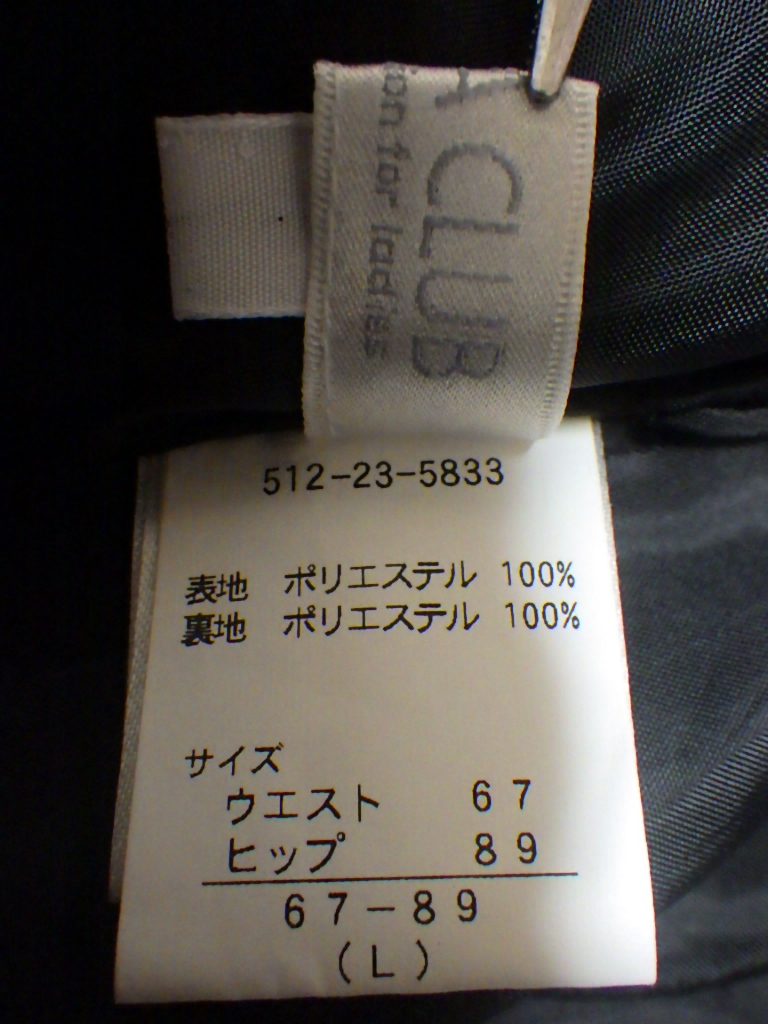 CLUB
for ladies
512-23-5833
表地 ポリエステル 100%
裏地 ポリエステル 100%
サイズ
ウエスト 67
ヒップ 89
67-89
(L)